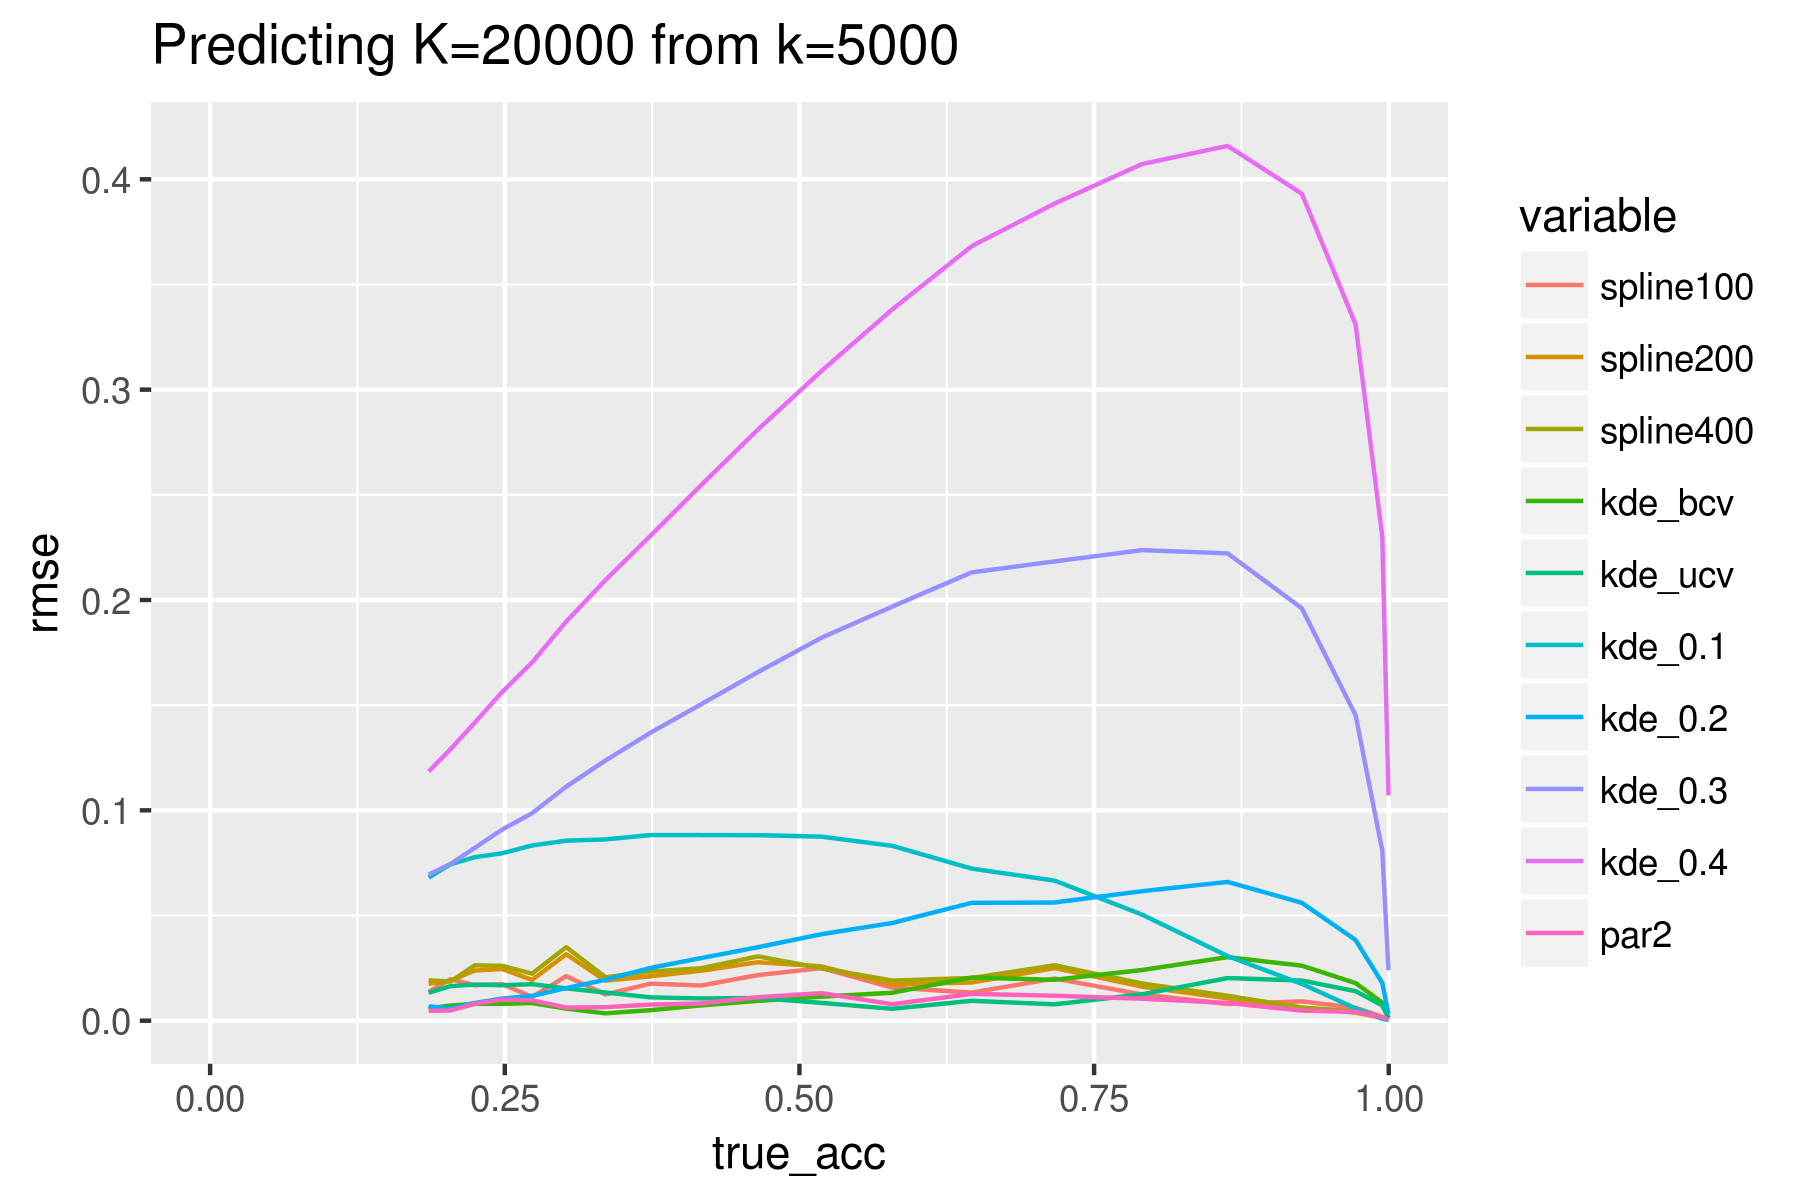 Predicting K=20000 from k=5000
0.4
0.3
0.2
0.1
0.0
rmse
0.00 0.25 0.50 0.75 1.00
true_acc
variable
spline100
spline200
spline400
kde_bcv
kde_ucv
kde_0.1
kde_0.2
kde_0.3
kde_0.4
par2